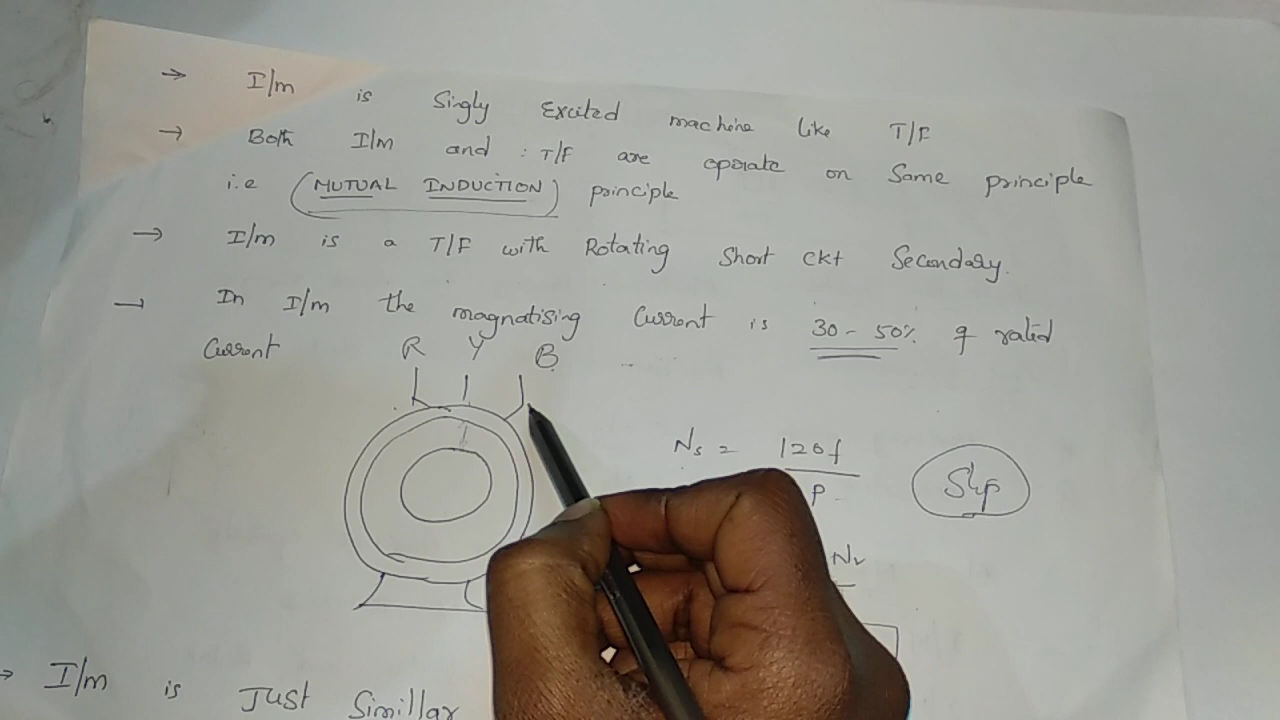 → I/m is Singly Excited machine like T/F
→ Both I/m and : T/F are operate on Same principle
i.e (MUTUAL INDUCTION) principle
→ I/m is a T/F with Rotating Short ckt Secondary.
→ In I/m the magnatising Current is 30 - 50% of rated
Current
R Y B
Ns = 120f
P
Slip
Nr
→ I/m is Just Simillar